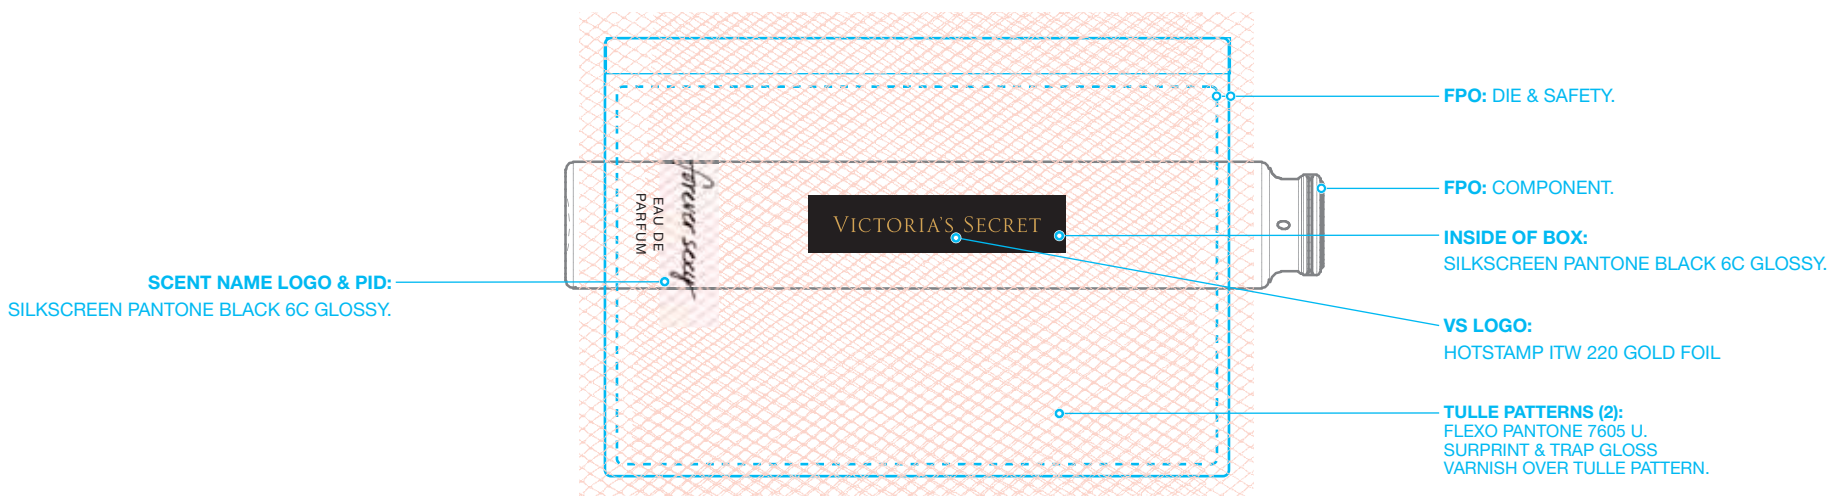 FPO: DIE & SAFETY.
FPO: COMPONENT.
forever sexy
EAU DE
PARFUM
VICTORIA'S SECRET
INSIDE OF BOX:
SILKSCREEN PANTONE BLACK 6C GLOSSY.
SCENT NAME LOGO & PID:
SILKSCREEN PANTONE BLACK 6C GLOSSY.
VS LOGO:
HOTSTAMP ITW 220 GOLD FOIL
TULLE PATTERNS (2):
FLEXO PANTONE 7605 U.
SURPRINT & TRAP GLOSS
VARNISH OVER TULLE PATTERN.